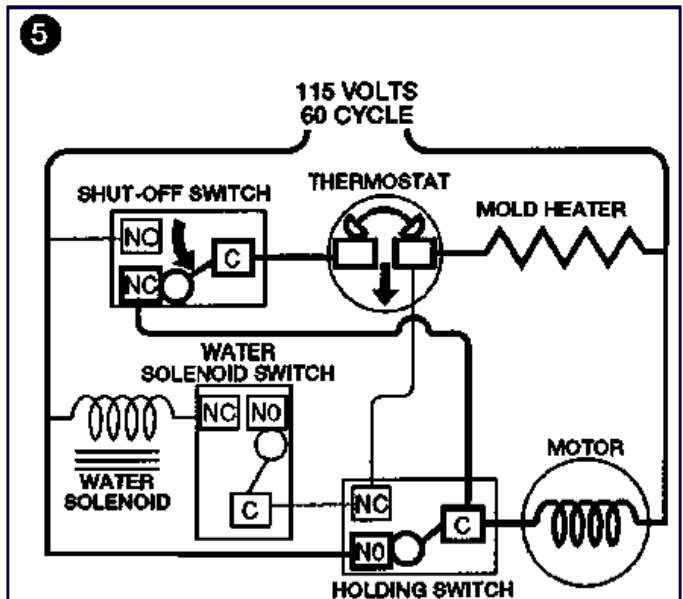 5
115 VOLTS
60 CYCLE
SHUT-OFF SWITCH
THERMOSTAT
MOLD HEATER
NO
C
NC
WATER
SOLENOID SWITCH
NC NO
WATER
SOLENOID
C
MOTOR
NC
C
NO
HOLDING SWITCH